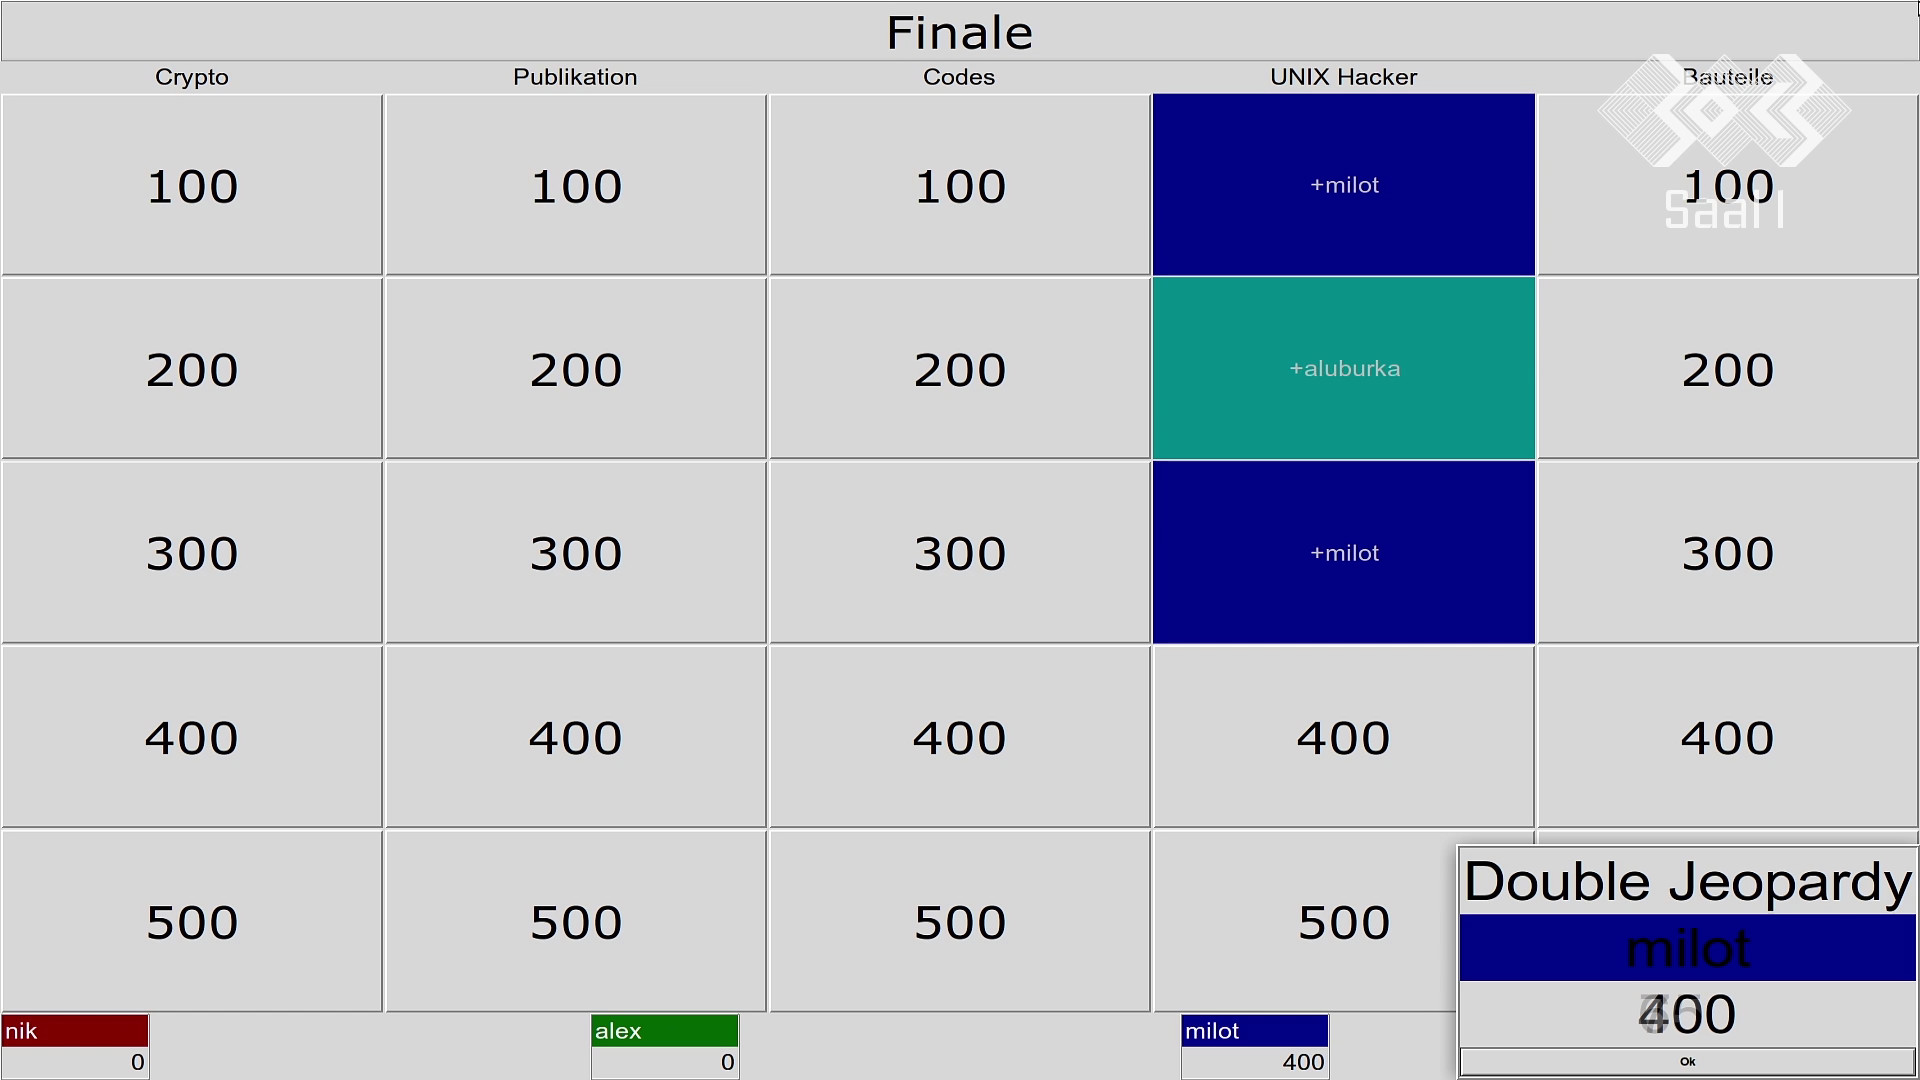 Finale
Crypto Publikation Codes UNIX Hacker Bauteile
100 100 100 +milot 100
Saal 1
200 200 200 +aluburka 200
300 300 300 +milot 300
400 400 400 400 400
500 500 500 500
Double Jeopardy
milot
400
Ok
nik alex milot
0 0 400